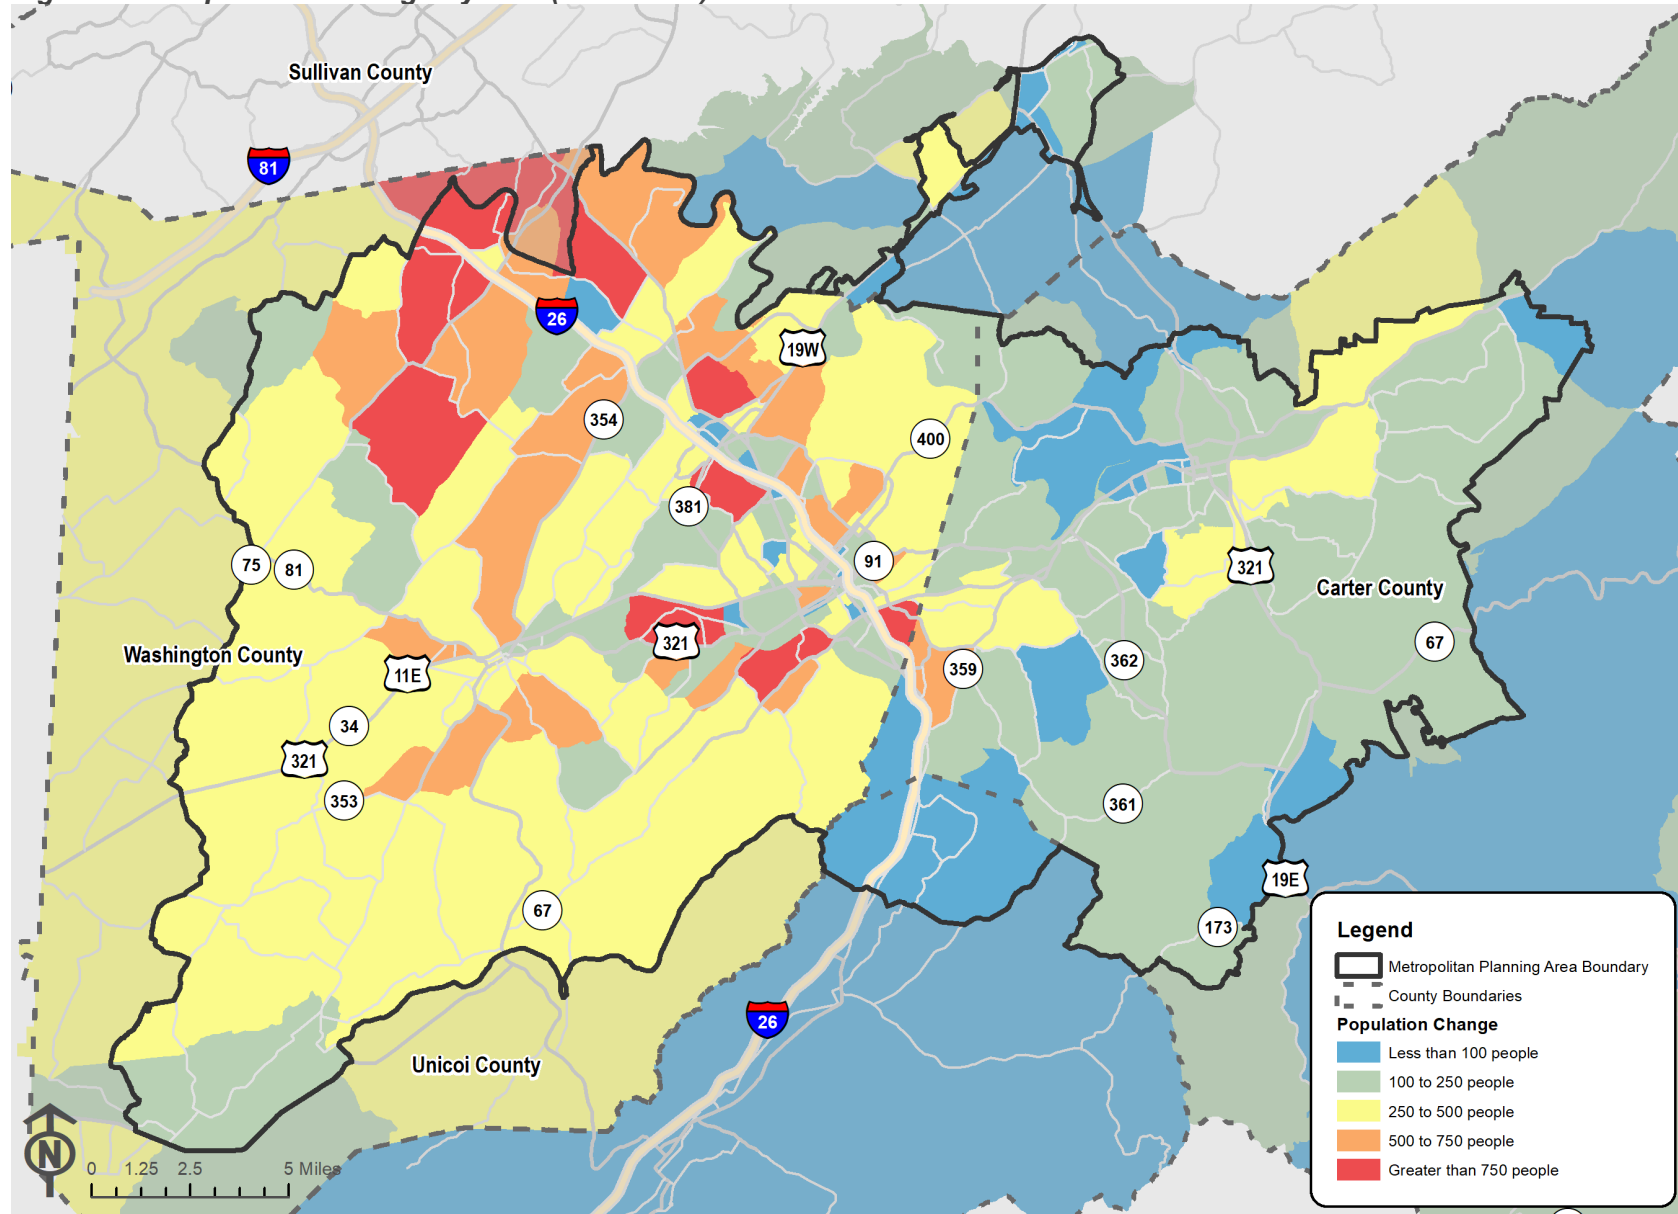 Sullivan County
81
26
19W
354
400
381
75
81
91
321
Carter County
Washington County
321
11E
359
362
67
34
321
353
361
19E
67
173
26
Unicoi County
N
0 1.25 2.5 5 Miles
Legend
Metropolitan Planning Area Boundary
County Boundaries
Population Change
Less than 100 people
100 to 250 people
250 to 500 people
500 to 750 people
Greater than 750 people